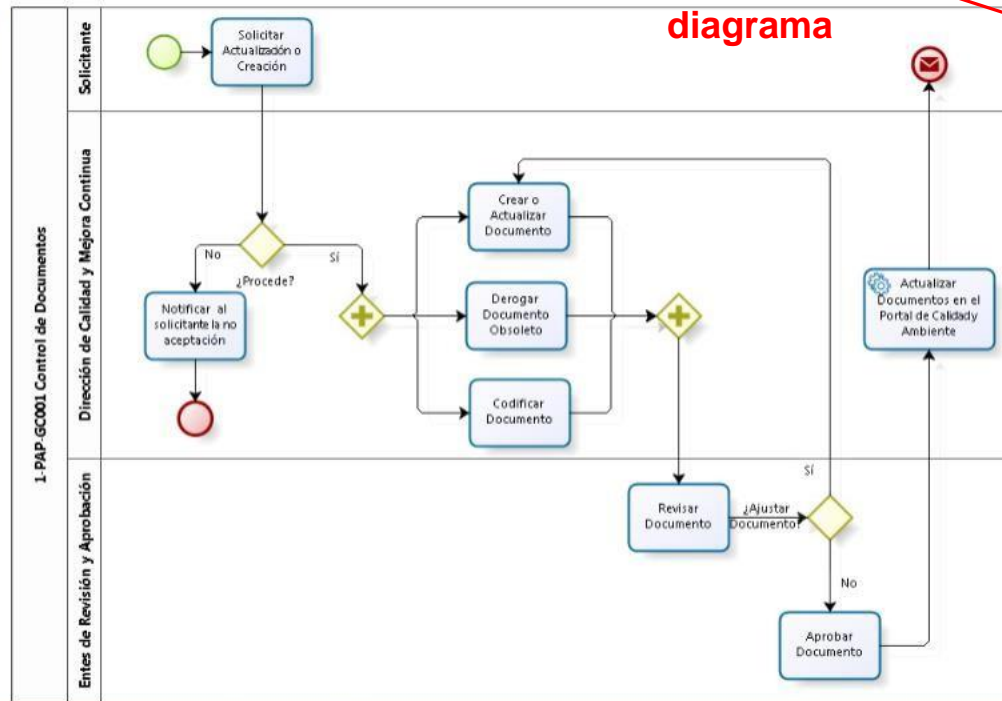 diagrama
1-PAP-GC001 Control de Documentos
Solicitante
Solicitar
Actualización o
Creación
Dirección de Calidad y Mejora Continua
No
Sí
¿Procede?
Notificar al
solicitante la no
aceptación
Crear o
Actualizar
Documento
Derogar
Documento
Obsoleto
Codificar
Documento
Actualizar
Documentos en el
Portal de Calidad y
Ambiente
Entes de Revisión y Aprobación
Revisar
Documento
¿Ajustar
Documento?
Sí
No
Aprobar
Documento